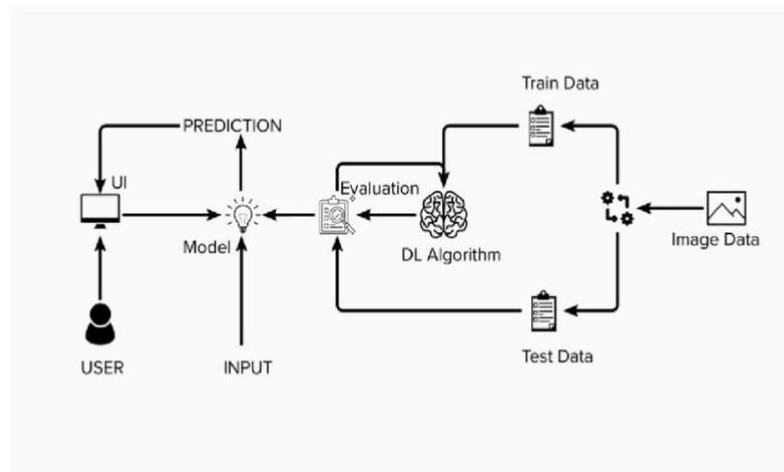 Train Data
PREDICTION
UI
Evaluation
Model
DL Algorithm
Image Data
USER
INPUT
Test Data